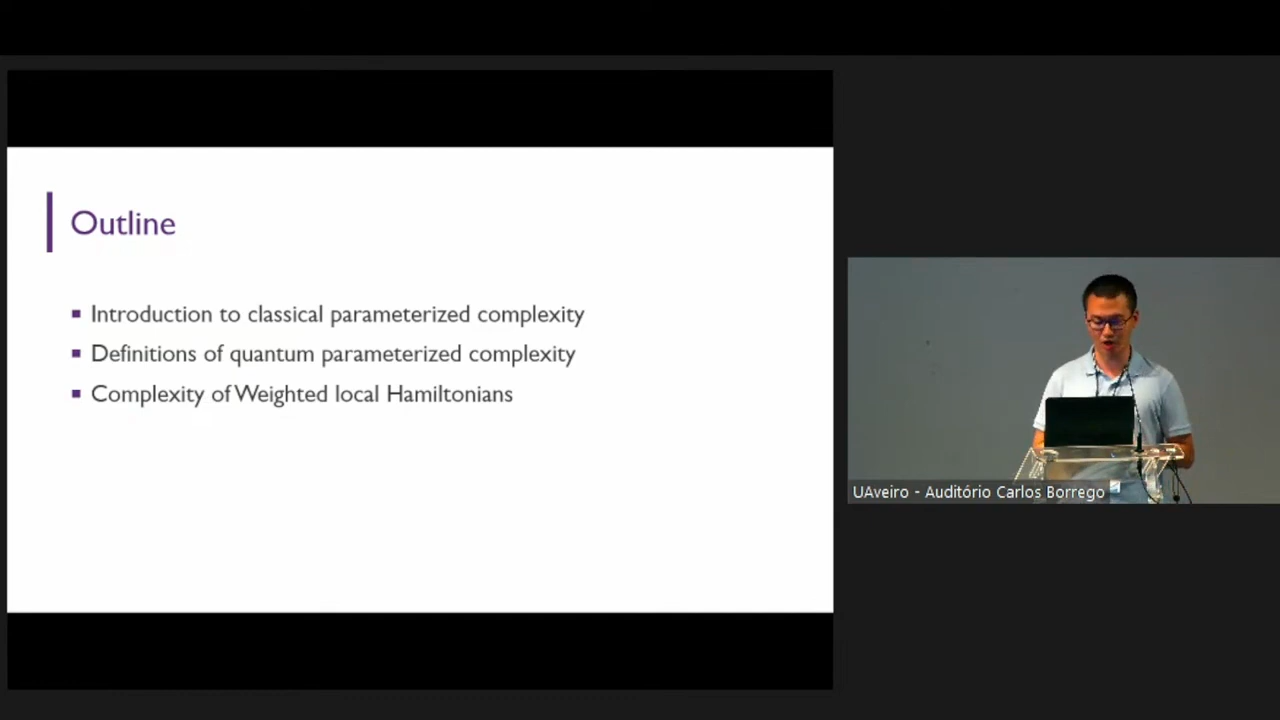 Outline
Introduction to classical parameterized complexity
Definitions of quantum parameterized complexity
Complexity of Weighted local Hamiltonians
UAveiro - Auditório Carlos Borrego